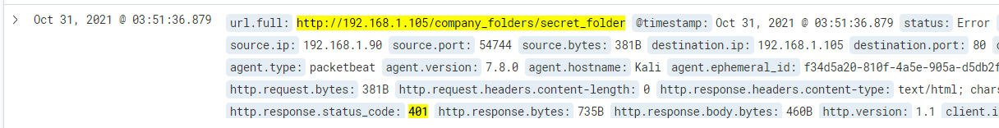 Oct 31, 2021 @ 03:51:36.879 url.full: http://192.168.1.105/company_folders/secret_folder @timestamp: Oct 31, 2021 @ 03:51:36.879 status: Error
source.ip: 192.168.1.90 source.port: 54744 source.bytes: 381B destination.ip: 192.168.1.105 destination.port: 80
agent.type: packetbeat agent.version: 7.8.0 agent.hostname: Kali agent.ephemeral_id: f34d5a20-810f-4a5e-905a-d5db2f
http.request.bytes: 381B http.request.headers.content-length: 0 http.response.headers.content-type: text/html; chars
http.response.status_code: 401 http.response.bytes: 735B http.response.body.bytes: 460B http.version: 1.1 client.i